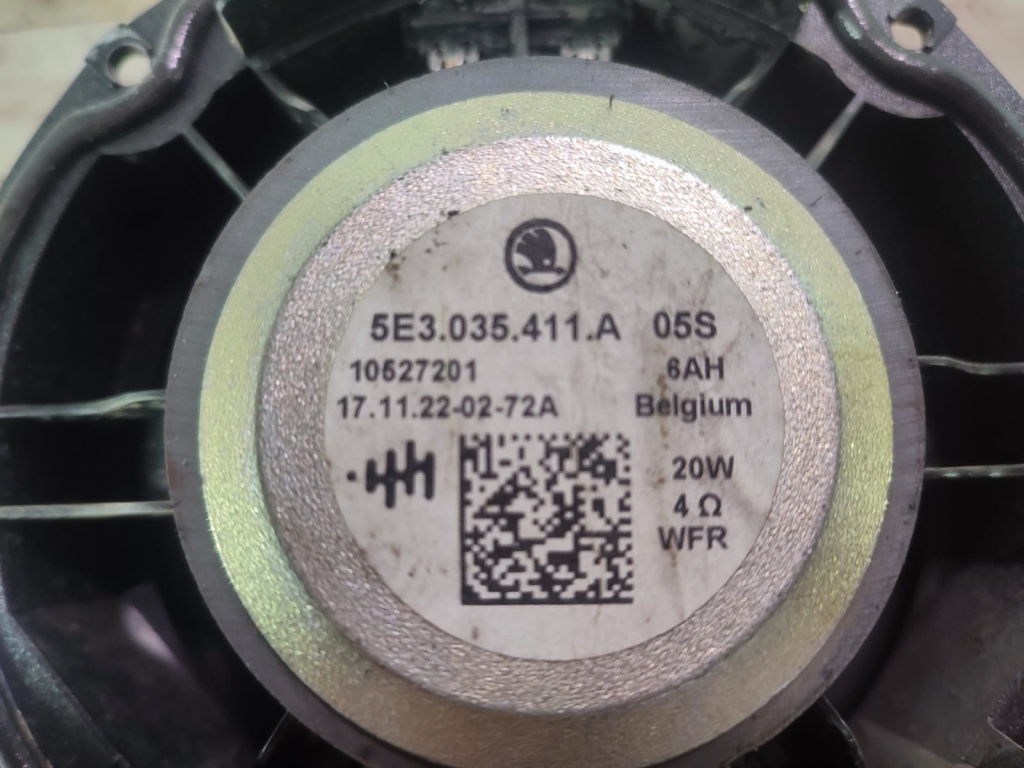 5E3.035.411.A 05S
10527201 6AH
17.11.22-02-72A Belgium
20W
4 Ω
WFR